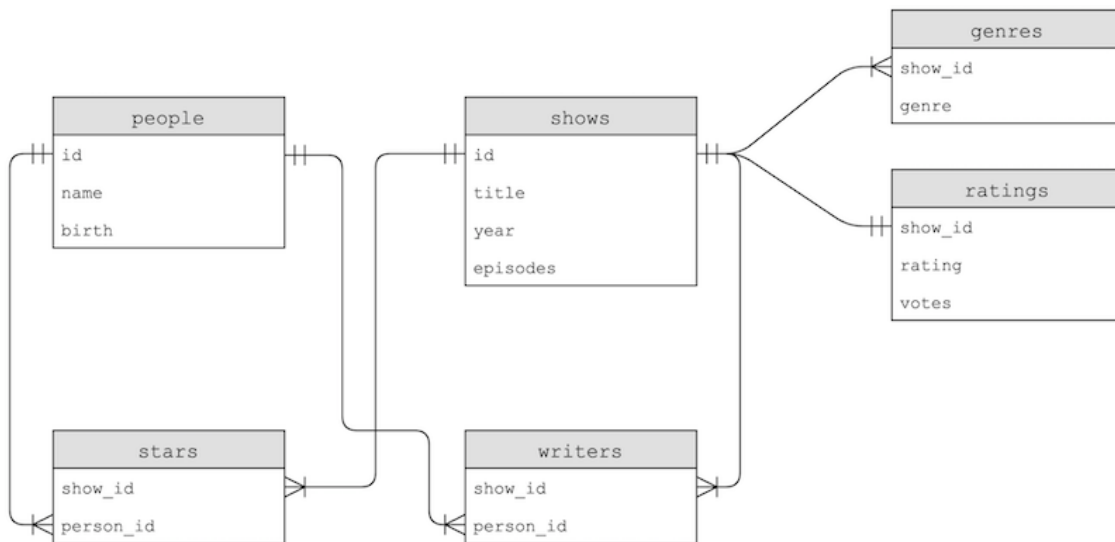 people
id
name
birth
shows
id
title
year
episodes
genres
show_id
genre
ratings
show_id
rating
votes
stars
show_id
person_id
writers
show_id
person_id